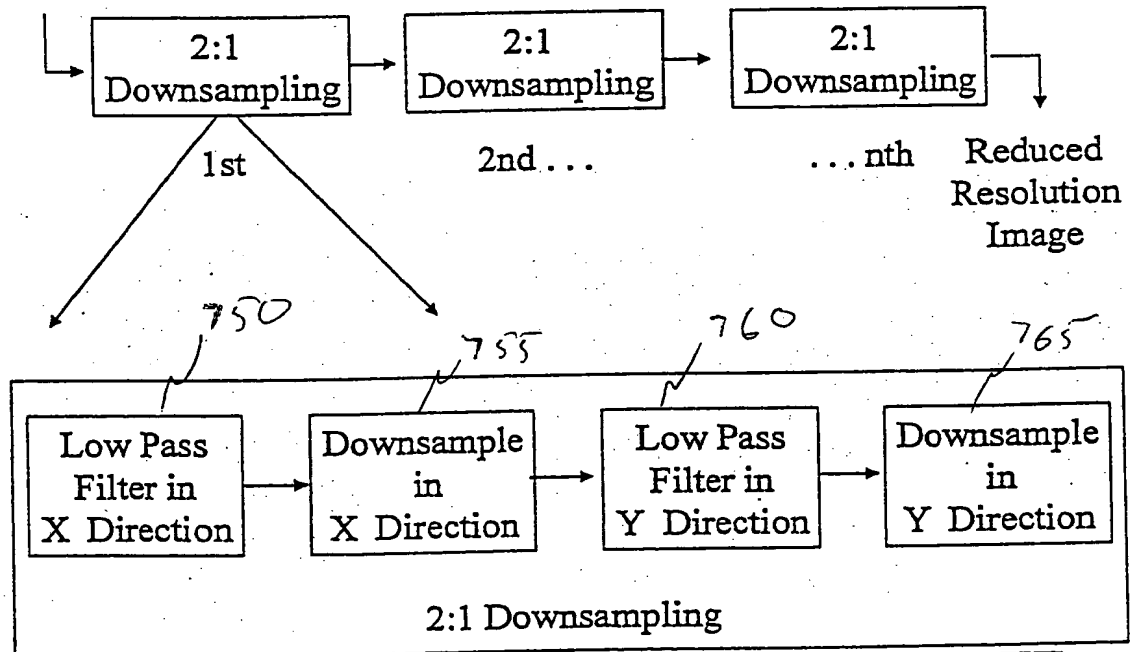 2:1
Downsampling
2:1
Downsampling
2:1
Downsampling
1st
2nd ...
... nth
Reduced
Resolution
Image
750
755
760
765
Low Pass
Filter in
X Direction
Downsample
in
X Direction
Low Pass
Filter in
Y Direction
Downsample
in
Y Direction
2:1 Downsampling